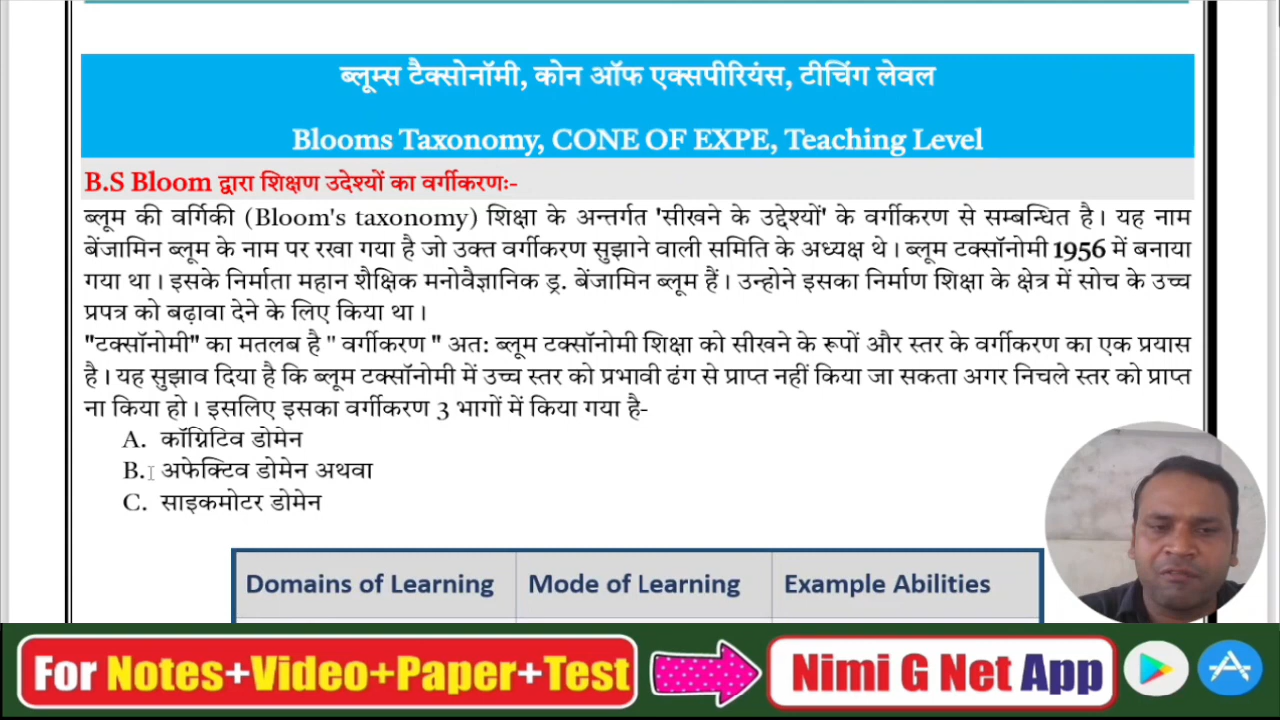 ब्लूम्स टैक्सोनॉमी, कोन ऑफ एक्सपीरियंस, टीचिंग लेवल
Blooms Taxonomy, CONE OF EXPE, Teaching Level
B.S Bloom द्वारा शिक्षण उदेश्यों का वर्गीकरणः-
ब्लूम की वर्गिकी (Bloom's taxonomy) शिक्षा के अन्तर्गत 'सीखने के उद्देश्यों' के वर्गीकरण से सम्बन्धित है। यह नाम
बेंजामिन ब्लूम के नाम पर रखा गया है जो उक्त वर्गीकरण सुझाने वाली समिति के अध्यक्ष थे। ब्लूम टक्सॉनोमी 1956 में बनाया
गया था। इसके निर्माता महान शैक्षिक मनोवैज्ञानिक ड्र. बेंजामिन ब्लूम हैं। उन्होने इसका निर्माण शिक्षा के क्षेत्र में सोच के उच्च
प्रपत्र को बढ़ावा देने के लिए किया था।
"टक्सॉनोमी" का मतलब है " वर्गीकरण " अत: ब्लूम टक्सॉनोमी शिक्षा को सीखने के रूपों और स्तर के वर्गीकरण का एक प्रयास
है। यह सुझाव दिया है कि ब्लूम टक्सॉनोमी में उच्च स्तर को प्रभावी ढंग से प्राप्त नहीं किया जा सकता अगर निचले स्तर को प्राप्त
ना किया हो। इसलिए इसका वर्गीकरण 3 भागों में किया गया है-
A. कॉग्निटिव डोमेन
B. अफेक्टिव डोमेन अथवा
C. साइकमोटर डोमेन
Domains of Learning Mode of Learning Example Abilities
For Notes+Video+Paper+Test Nimi G Net App